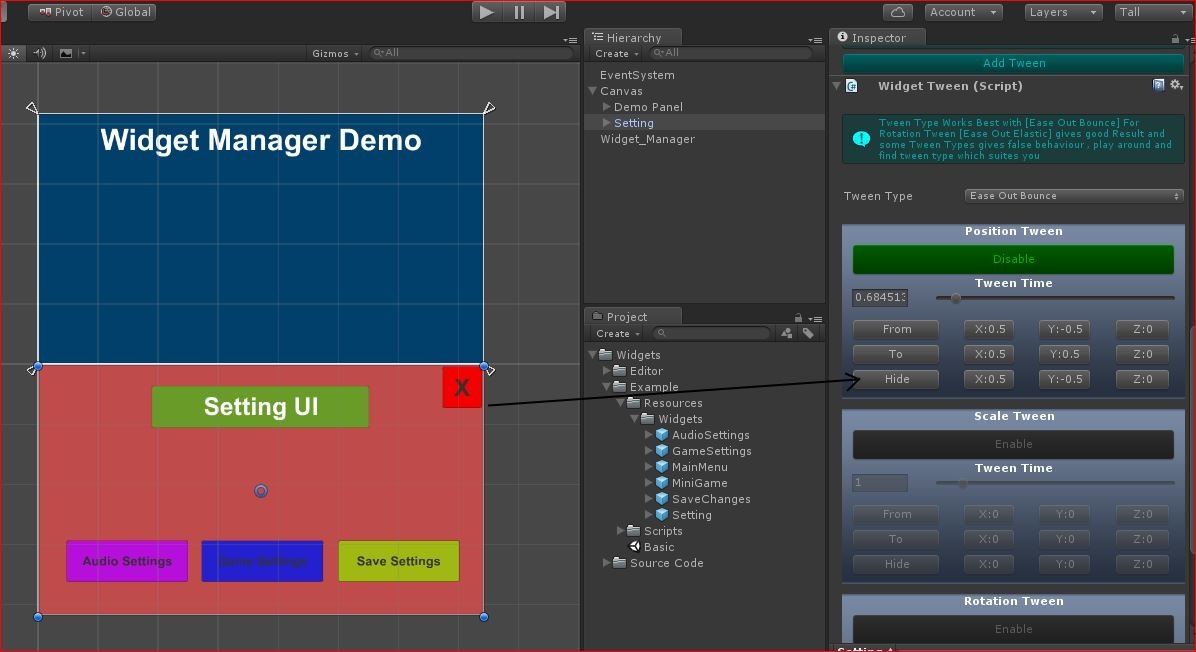 Pivot Global
Account Layers Tall
Gizmos All
Widget Manager Demo
Setting UI
X
Audio Settings
Game Settings
Save Settings
Hierarchy
Create All
EventSystem
Canvas
Demo Panel
Setting
Widget_Manager
Project
Create
Widgets
Editor
Example
Resources
Widgets
AudioSettings
GameSettings
MainMenu
MiniGame
SaveChanges
Setting
Scripts
Basic
Source Code
Inspector
Add Tween
Widget Tween (Script)
Tween Type Works Best with [Ease Out Bounce] For
Rotation Tween [Ease Out Elastic] gives good Result and
some Tween Types gives false behaviour , play around and
find tween type which suites you
Tween Type Ease Out Bounce
Position Tween
Disable
Tween Time
0.684513
From X:0.5 Y:-0.5 Z:0
To X:0.5 Y:0.5 Z:0
Hide X:0.5 Y:-0.5 Z:0
Scale Tween
Enable
Tween Time
1
From X:0 Y:0 Z:0
To X:0 Y:0 Z:0
Hide X:0 Y:0 Z:0
Rotation Tween
Enable
Setting